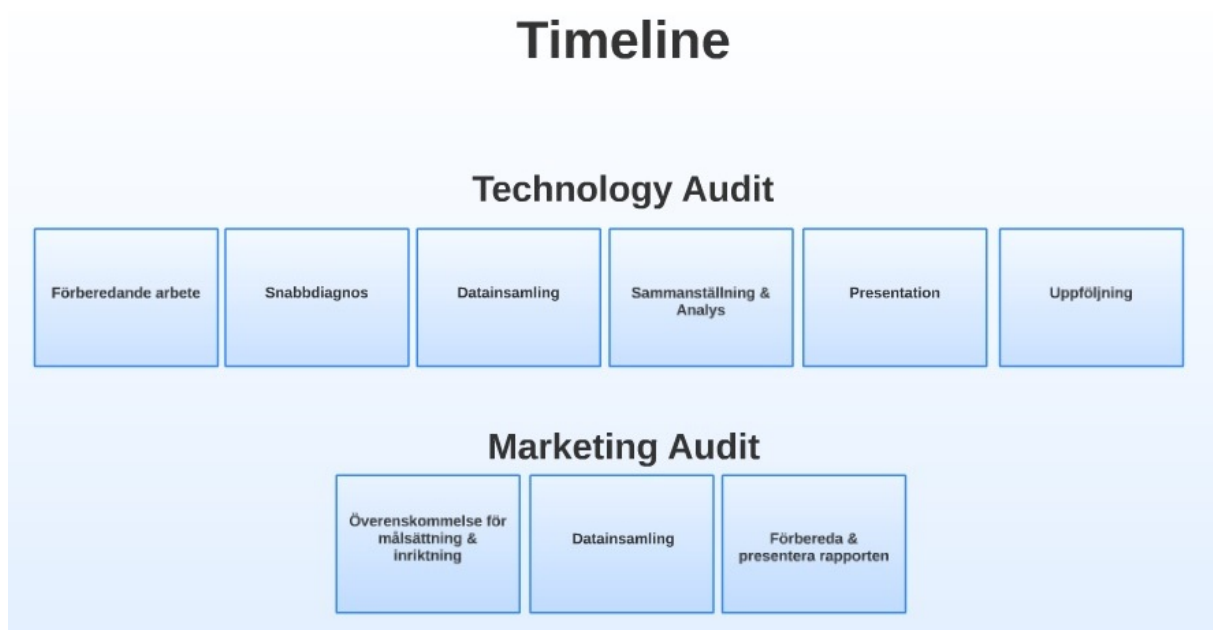 Timeline
Technology Audit
Förberedande arbete
Snabbdiagnos
Datainsamling
Sammanställning &
Analys
Presentation
Uppföljning
Marketing Audit
Överenskommelse för
målsättning &
inriktning
Datainsamling
Förbereda &
presentera rapporten